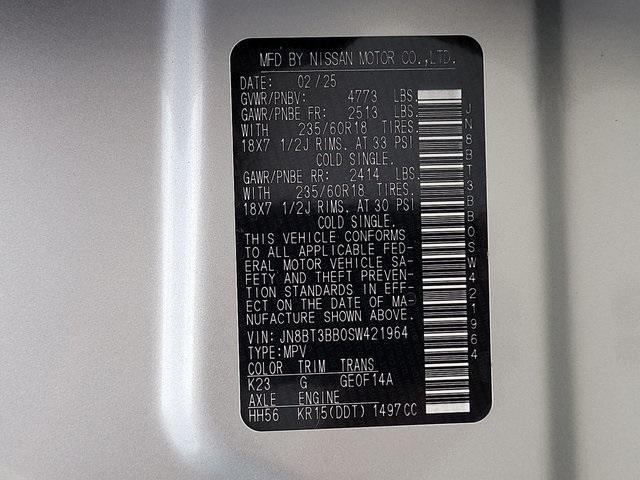 MFD BY NISSAN MOTOR CO.,LTD.
DATE: 02/25
GVWR/PNBV: 4773 LBS.
GAWR/PNBE FR: 2513 LBS.
WITH 235/60R18 TIRES.
18X7 1/2J RIMS. AT 33 PSI
COLD SINGLE.
GAWR/PNBE RR: 2414 LBS.
WITH 235/60R18 TIRES.
18X7 1/2J RIMS. AT 30 PSI
COLD SINGLE.
THIS VEHICLE CONFORMS
TO ALL APPLICABLE FED-
ERAL MOTOR VEHICLE SA-
FETY AND THEFT PREVEN-
TION STANDARDS IN EFF-
ECT ON THE DATE OF MA-
NUFACTURE SHOWN ABOVE.
VIN: JN8BT3BB0SW421964
TYPE:MPV
COLOR TRIM TRANS
K23 G GE0F14A
AXLE ENGINE
HH56 KR15(DDT) 1497CC
JN8BT3BB0SW421964